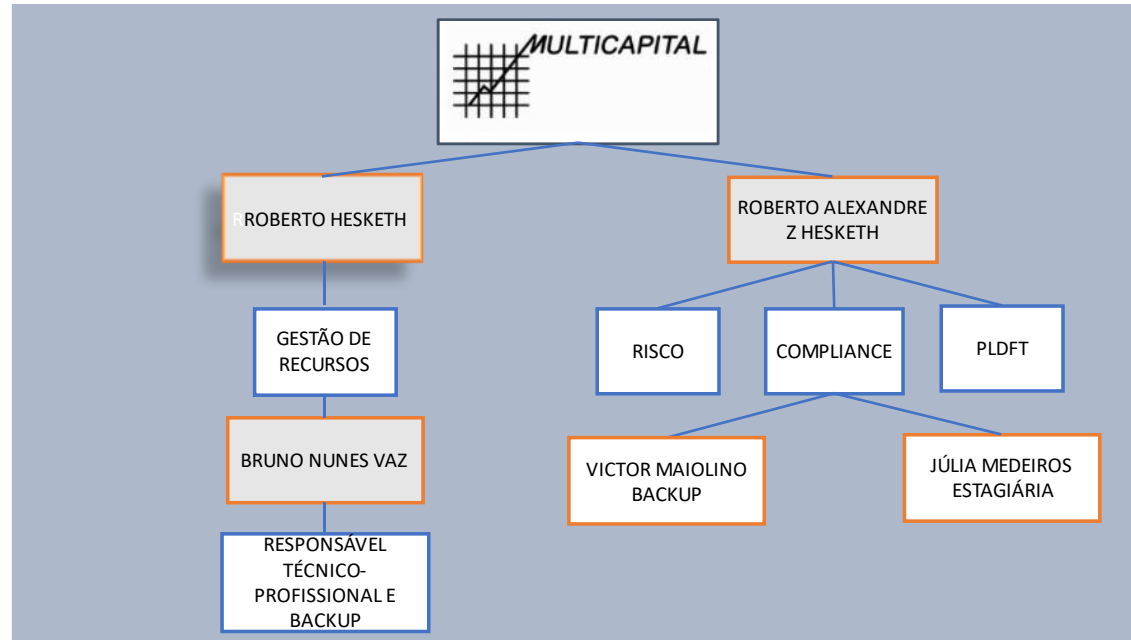 MULTICAPITAL
RROBERTO HESKETH
ROBERTO ALEXANDRE
Z HESKETH
GESTÃO DE
RECURSOS
RISCO
COMPLIANCE
PLDFT
BRUNO NUNES VAZ
VICTOR MAIOLINO
BACKUP
JÚLIA MEDEIROS
ESTAGIÁRIA
RESPONSÁVEL
TÉCNICO-
PROFISSIONAL E
BACKUP